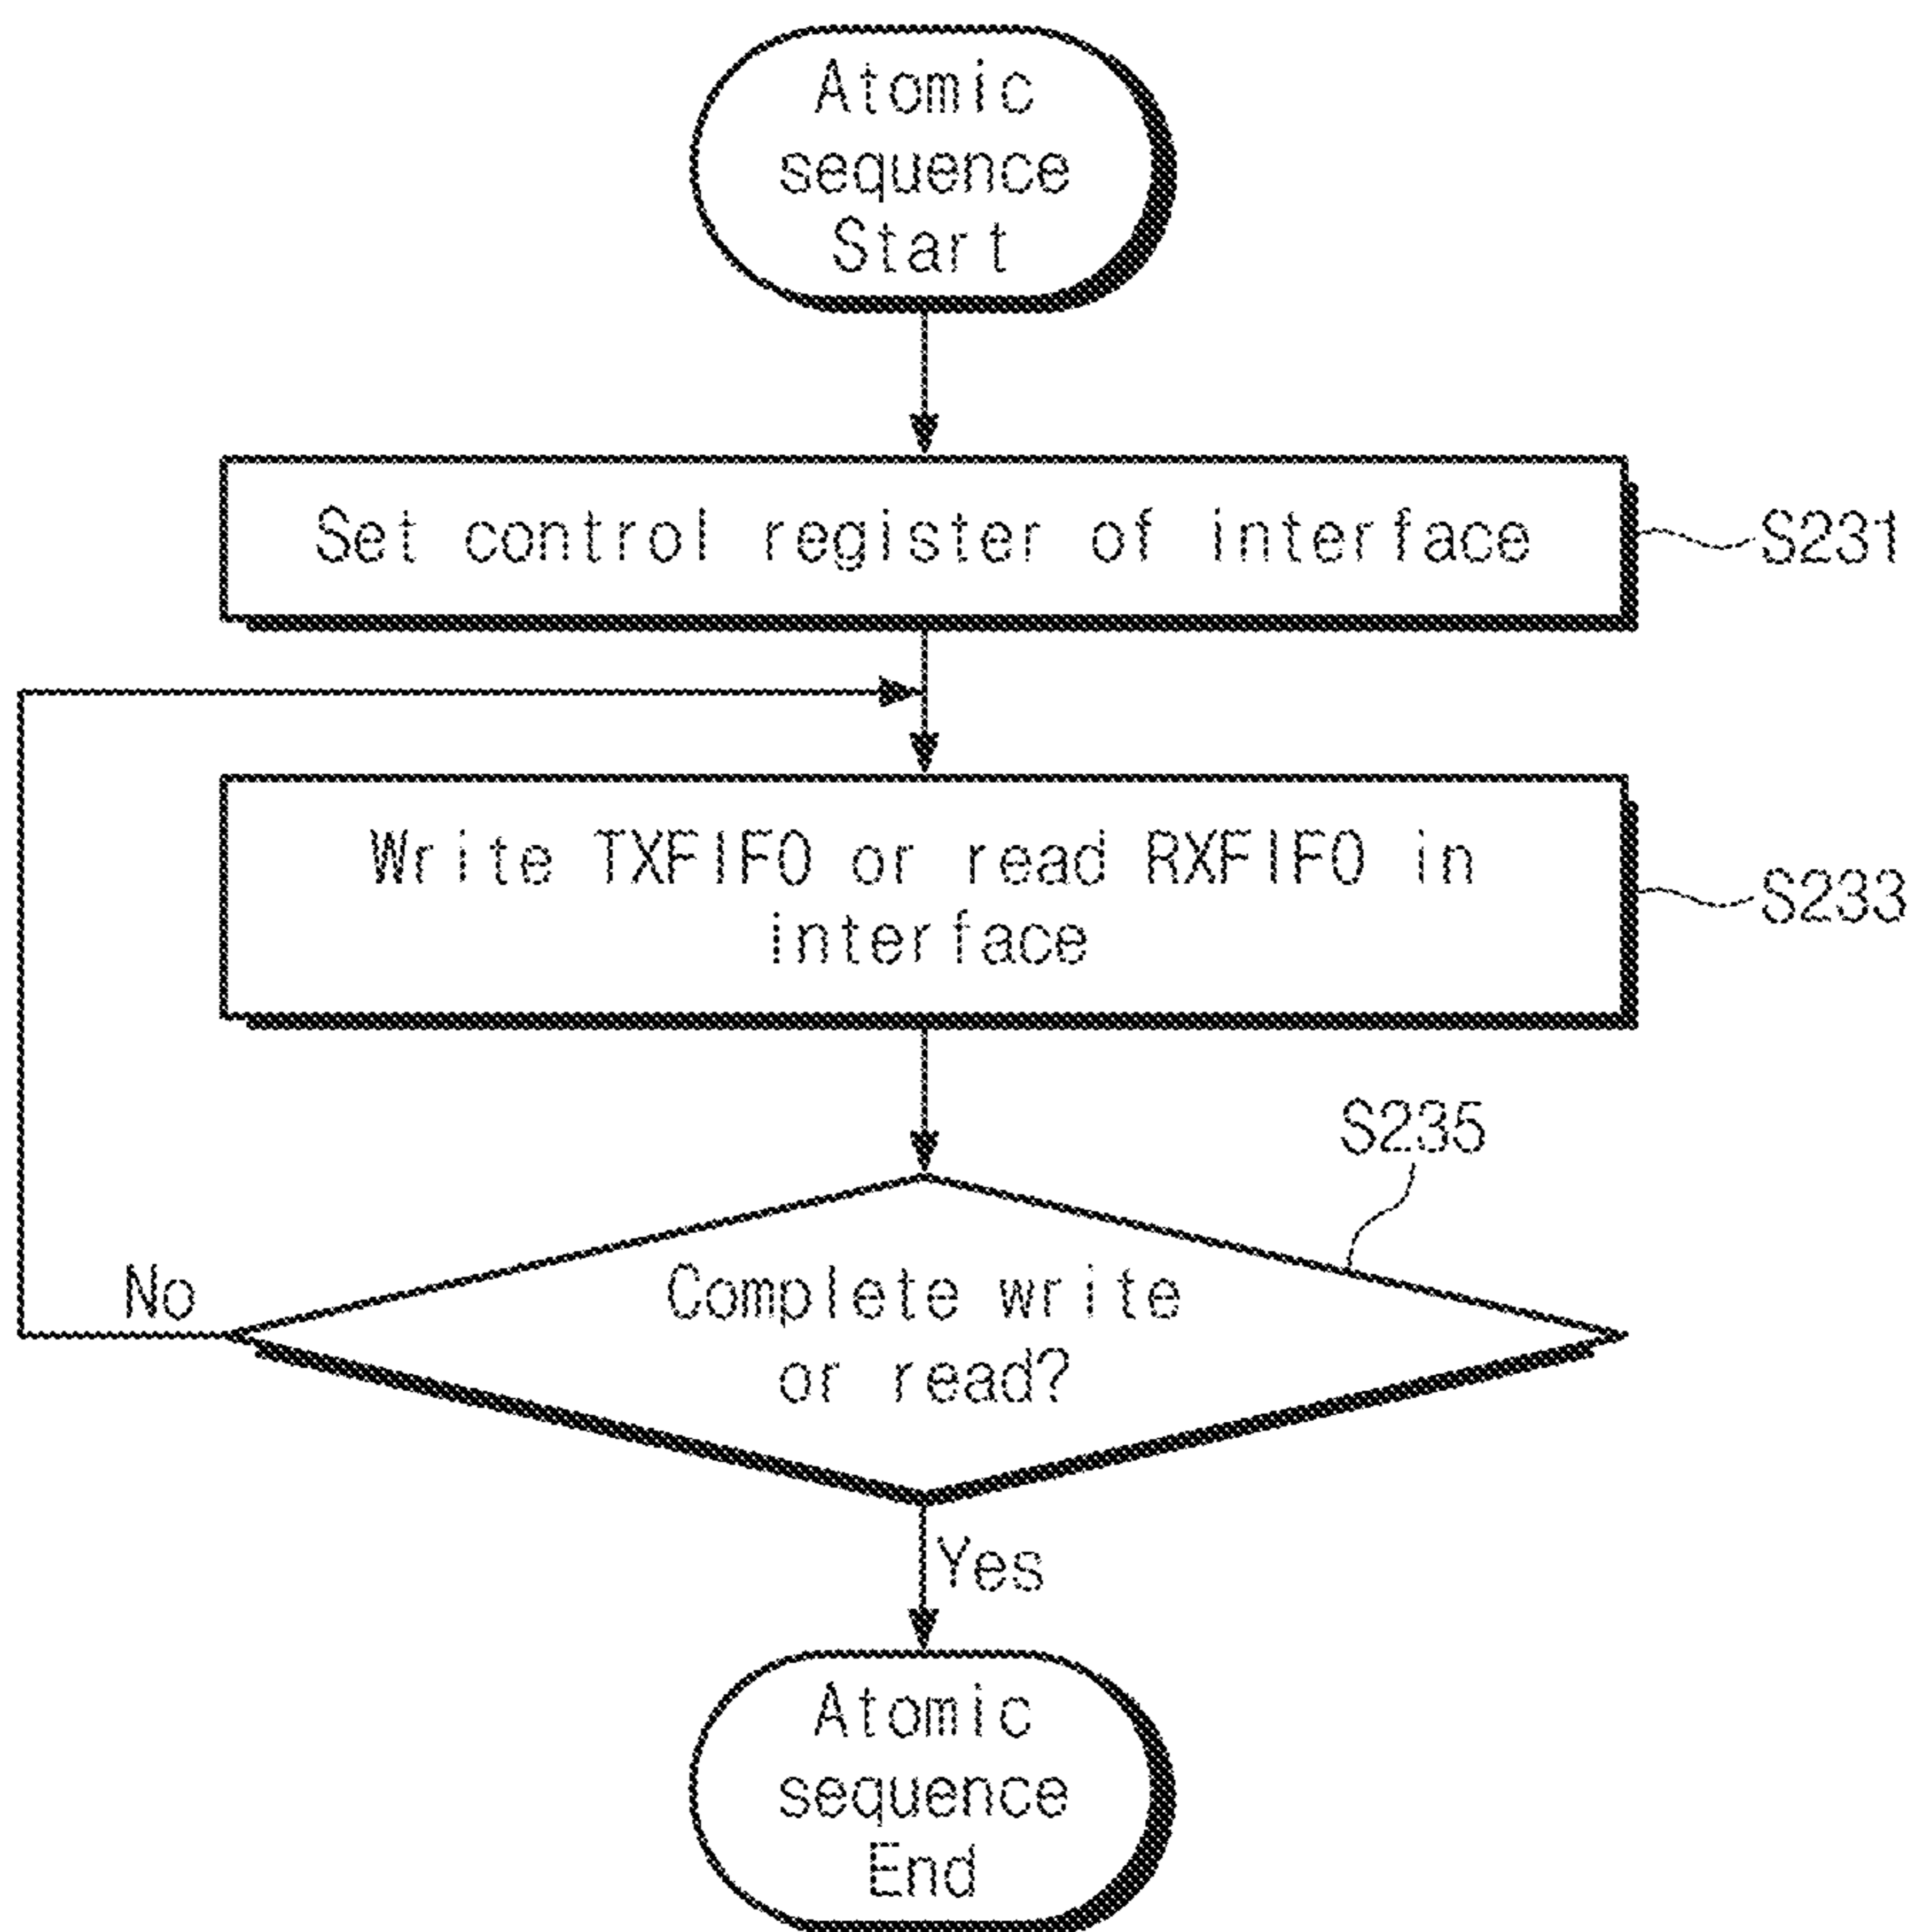 Atomic
sequence
Start
Set control register of interface
S231
Write TXFIFO or read RXFIFO in
interface
S233
S235
Complete write
or read?
No
Yes
Atomic
sequence
End